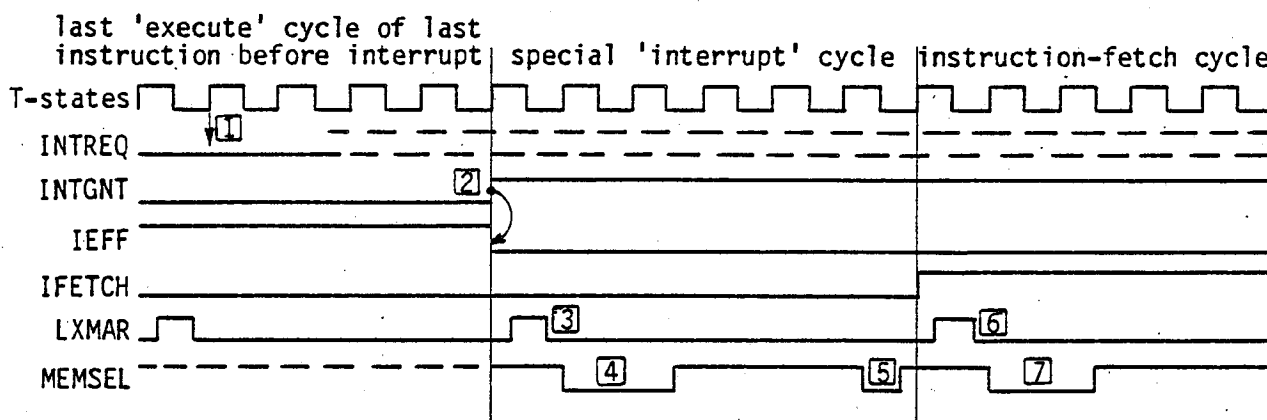 last 'execute' cycle of last
instruction before interrupt
special 'interrupt' cycle
instruction-fetch cycle
T-states
1
INTREQ
INTGNT
2
IEFF
IFETCH
LXMAR
3
6
MEMSEL
4
5
7